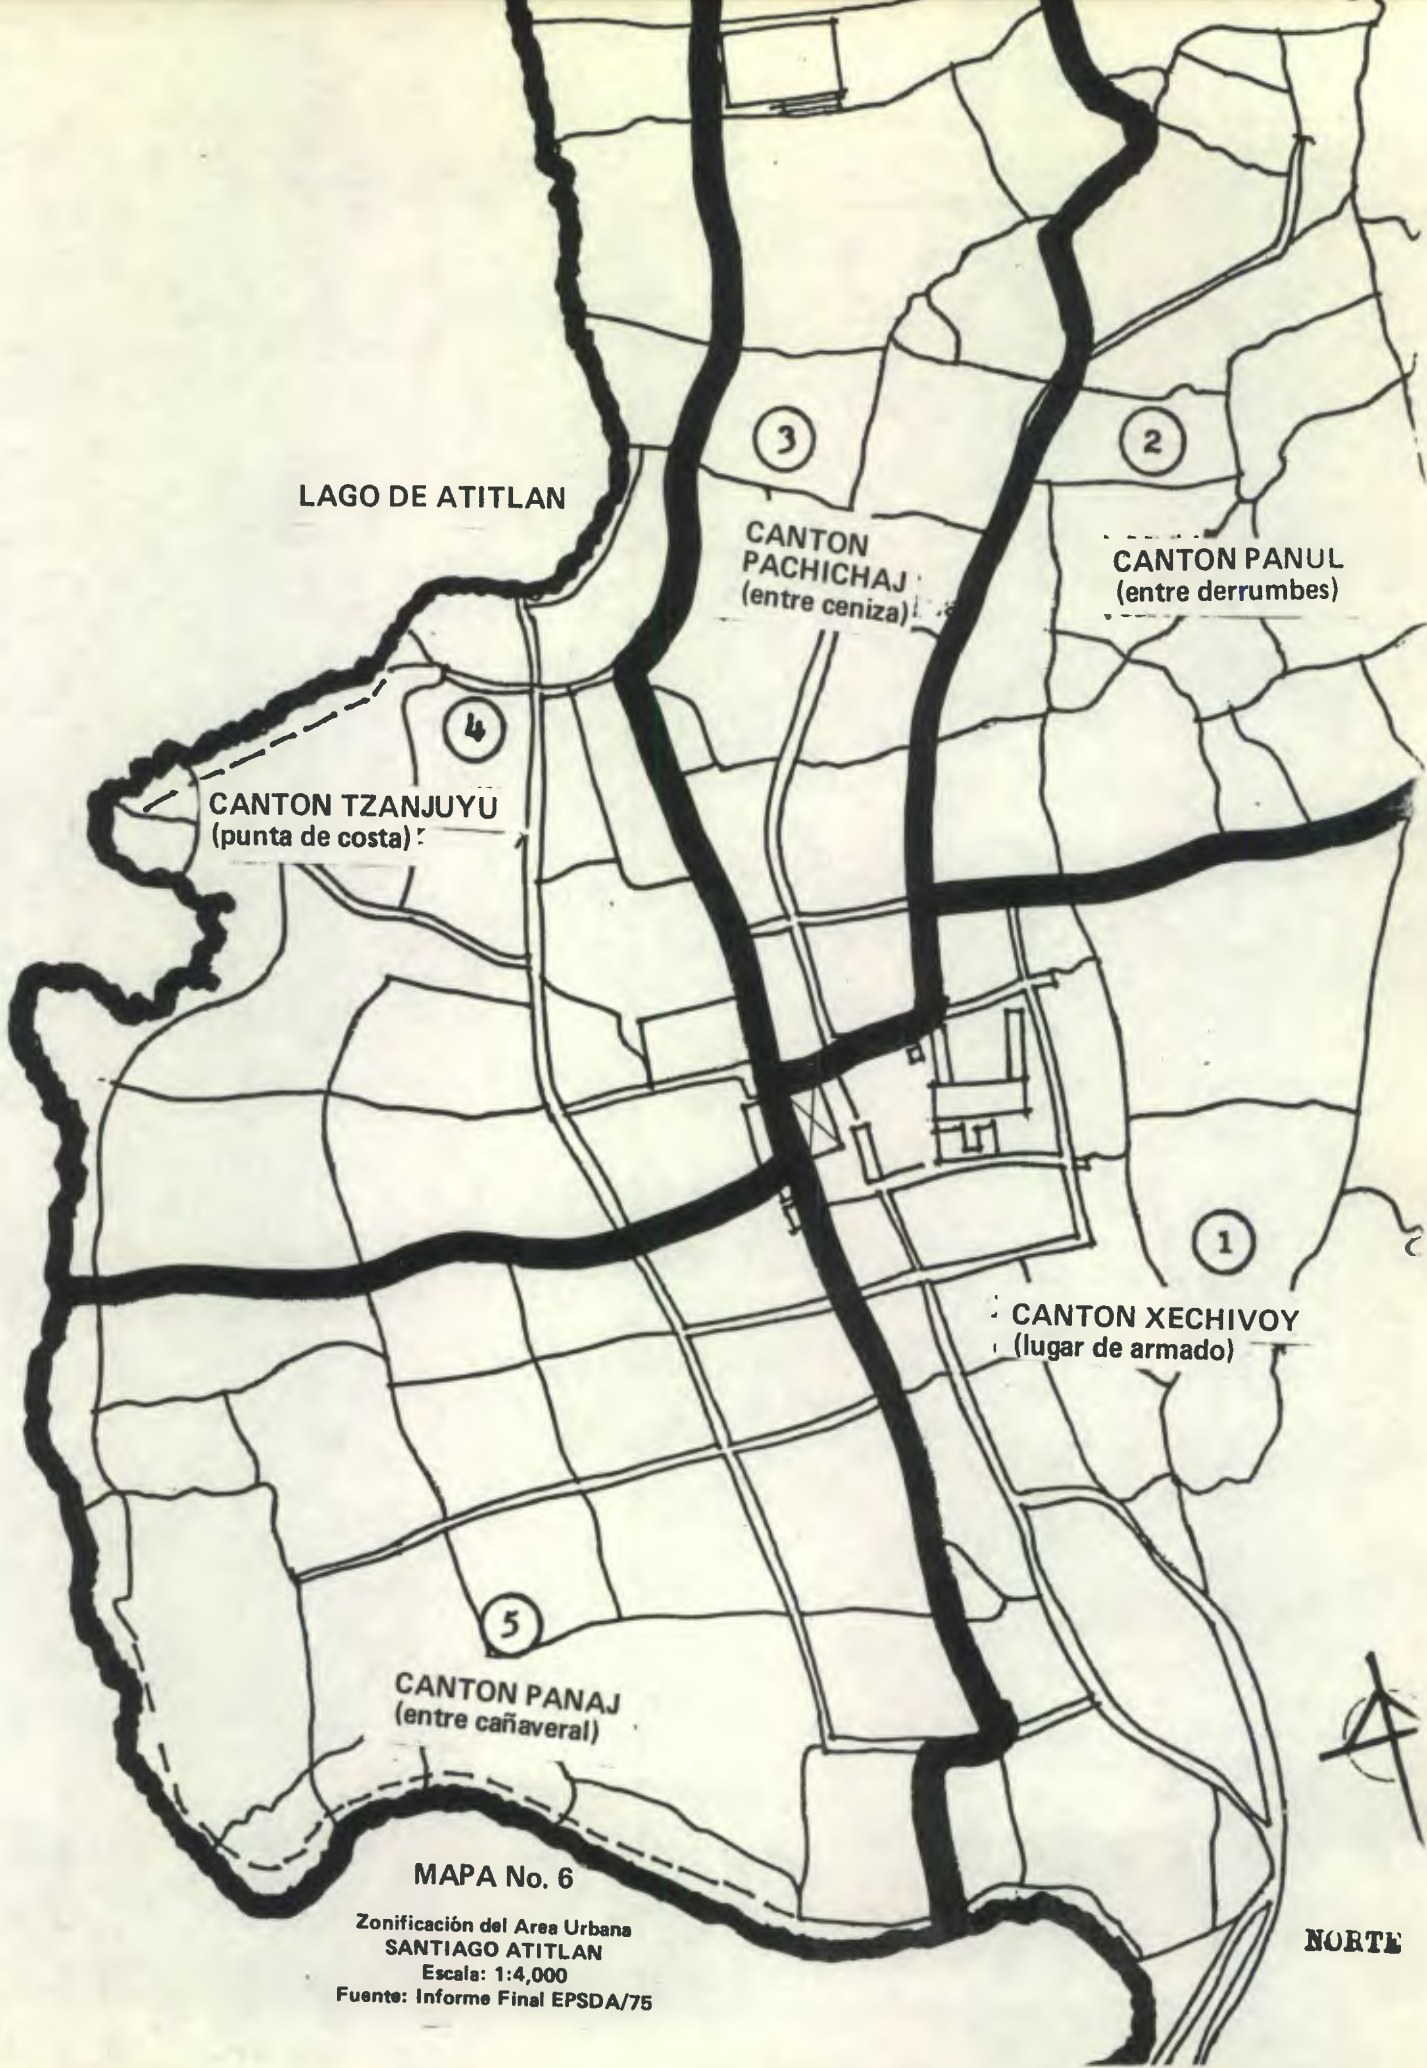 3
2
LAGO DE ATITLAN
CANTON
PACHICHAJ
(entre ceniza)
CANTON PANUL
(entre derrumbes)
4
CANTON TZANJUYU
(punta de costa)
1
CANTON XECHIVOY
(lugar de armado)
5
CANTON PANAJ
(entre cañaveral)
MAPA No. 6
Zonificación del Area Urbana
SANTIAGO ATITLAN
Escala: 1:4,000
Fuente: Informe Final EPSDA/75
NORTE